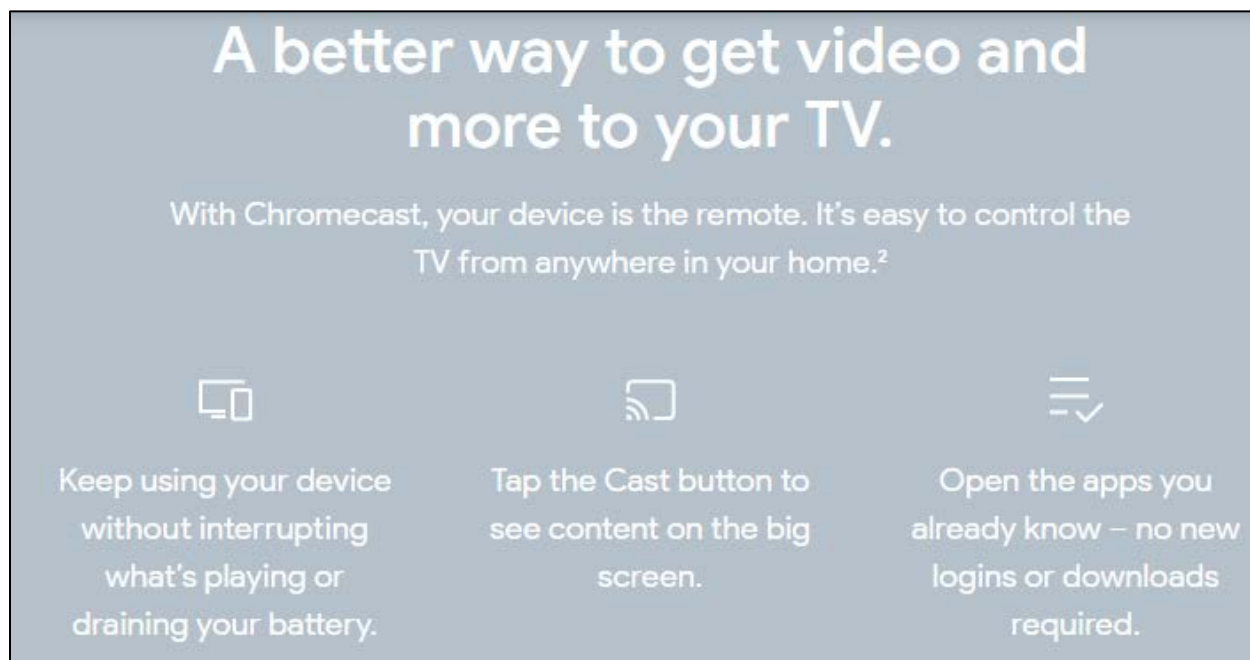 A better way to get video and
more to your TV.
With Chromecast, your device is the remote. It's easy to control the
TV from anywhere in your home.²
Keep using your device
without interrupting
what's playing or
draining your battery.
Tap the Cast button to
see content on the big
screen.
Open the apps you
already know – no new
logins or downloads
required.